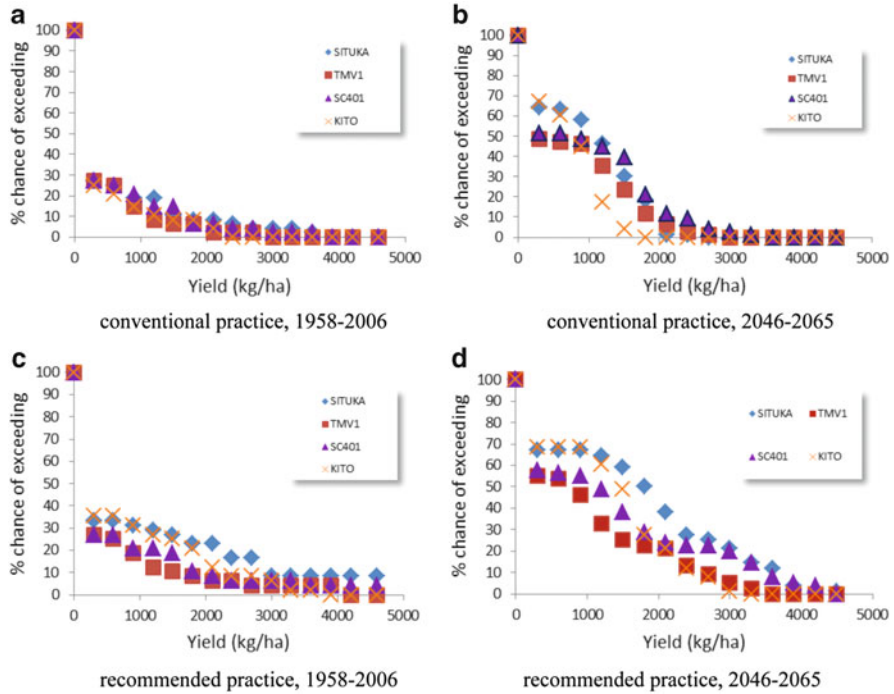 a
% chance of exceeding
100
90
80
70
60
50
40
30
20
10
0
0 1000 2000 3000 4000 5000
SITUKA
TMV1
SC401
KITO
Yield (kg/ha)
conventional practice, 1958-2006
b
% chance of exceeding
100
90
80
70
60
50
40
30
20
10
0
0 1000 2000 3000 4000 5000
SITUKA
TMV1
SC401
KITO
Yield (kg/ha)
conventional practice, 2046-2065
c
% chance of exceeding
100
90
80
70
60
50
40
30
20
10
0
0 1000 2000 3000 4000 5000
SITUKA
TMV1
SC401
KITO
Yield (kg/ha)
recommended practice, 1958-2006
d
% chance of exceeding
100
90
80
70
60
50
40
30
20
10
0
0 1000 2000 3000 4000 5000
SITUKA TMV1
SC401 KITO
Yield (kg/ha)
recommended practice, 2046-2065